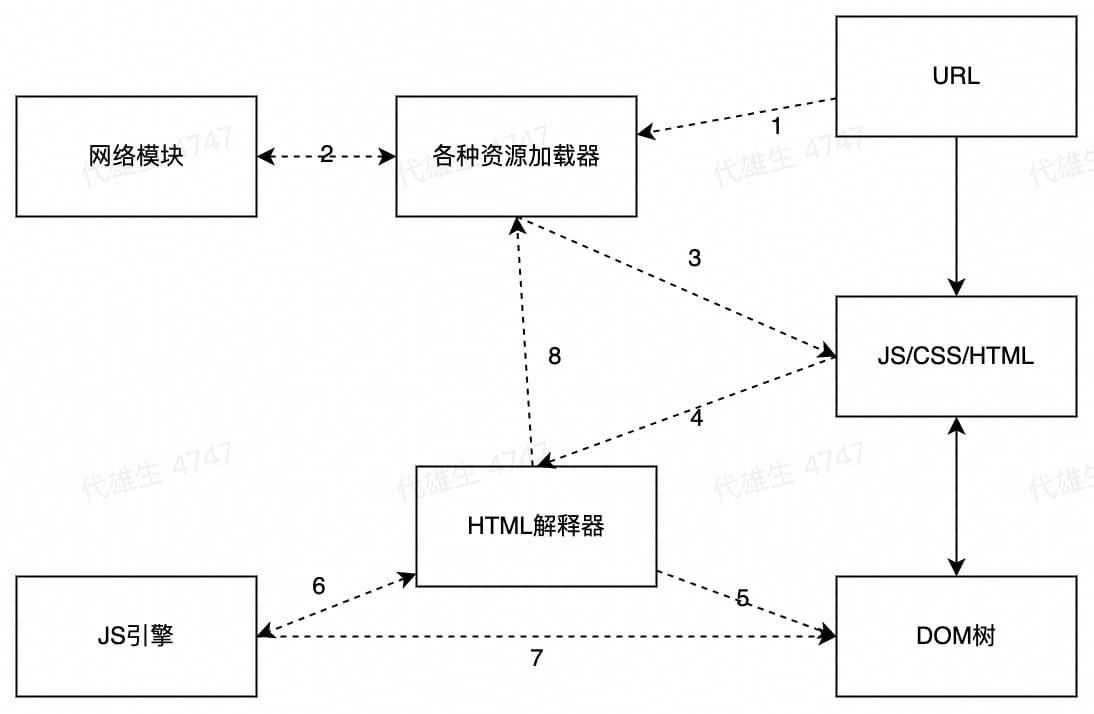 URL
1
网络模块
2
各种资源加载器
代雄生 4747
代雄生 4747
代雄生 4747
代雄生
3
8
JS/CSS/HTML
4
代雄生 4747
代雄生 4747
代雄生 4747
代雄生
HTML解释器
6
5
JS引擎
DOM树
7